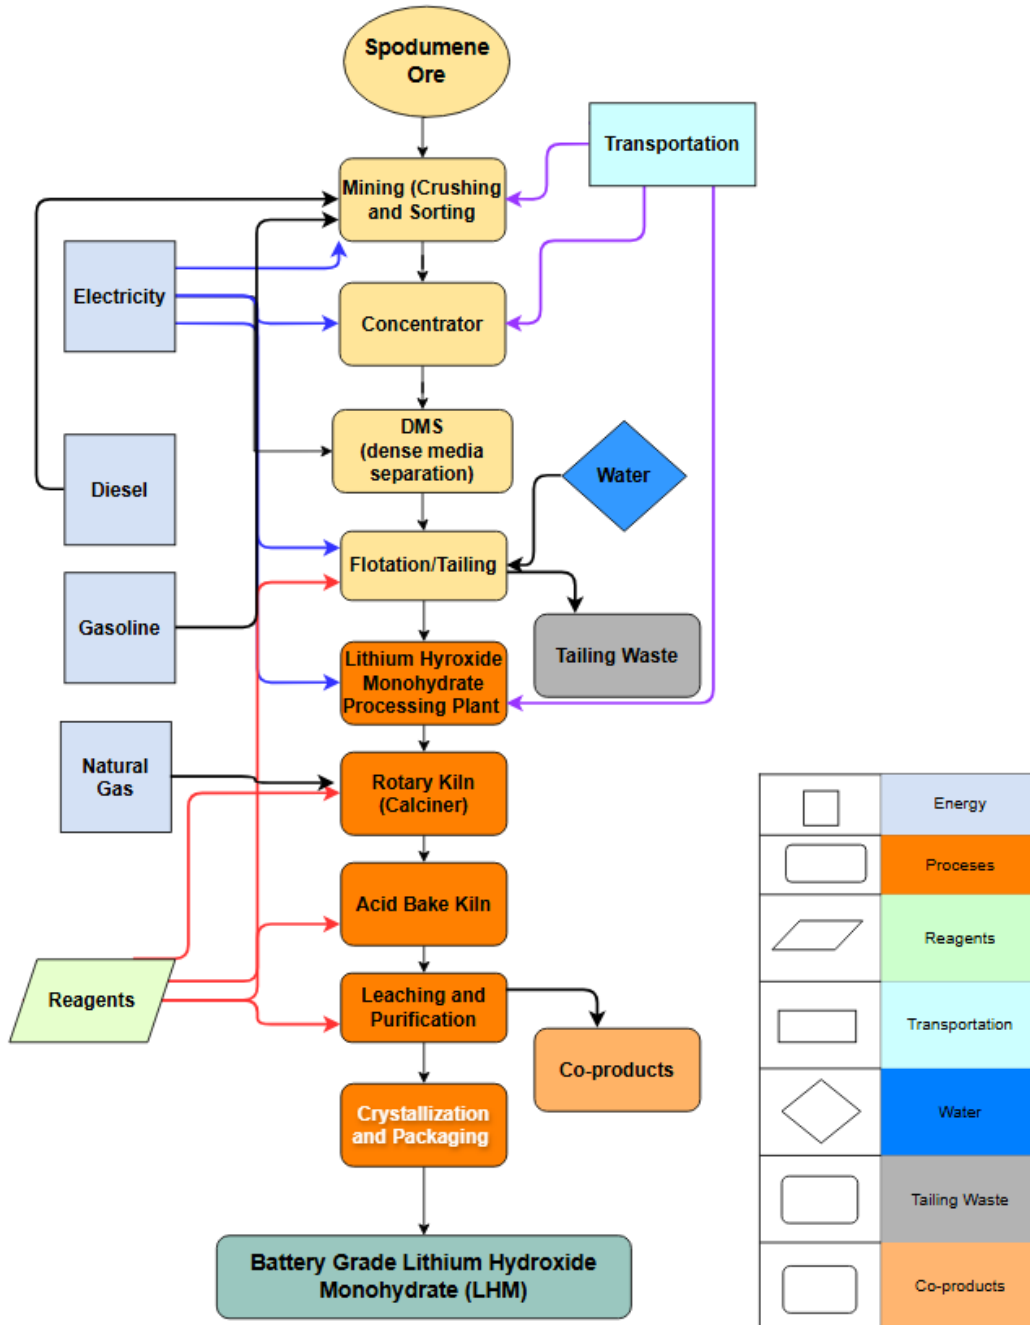 Spodumene
Ore
Transportation
Mining (Crushing
and Sorting
Electricity
Concentrator
DMS
(dense media
separation)
Water
Diesel
Flotation/Tailing
Gasoline
Tailing Waste
Lithium Hyroxide
Monohydrate
Processing Plant
Natural
Gas
Rotary Kiln
(Calciner)
Energy
Proceses
Acid Bake Kiln
Reagents
Reagents
Leaching and
Purification
Transportation
Co-products
Crystallization
and Packaging
Water
Tailing Waste
Battery Grade Lithium Hydroxide
Monohydrate (LHM)
Co-products